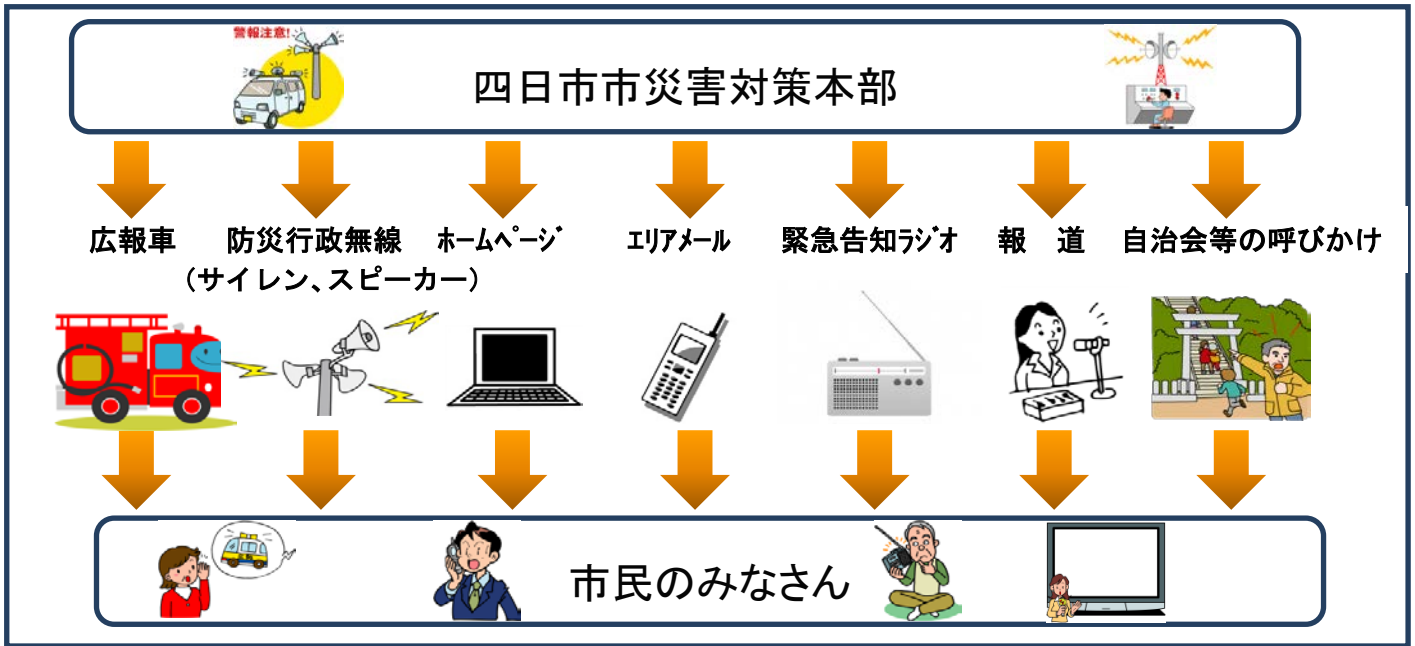 警報注意!
四日市市災害対策本部
広報車 防災行政無線 ﾎｰﾑﾍﾟｰｼﾞ ｴﾘｱﾒｰﾙ 緊急告知ﾗｼﾞｵ 報　道 自治会等の呼びかけ
（サイレン、スピーカー）
市民のみなさん